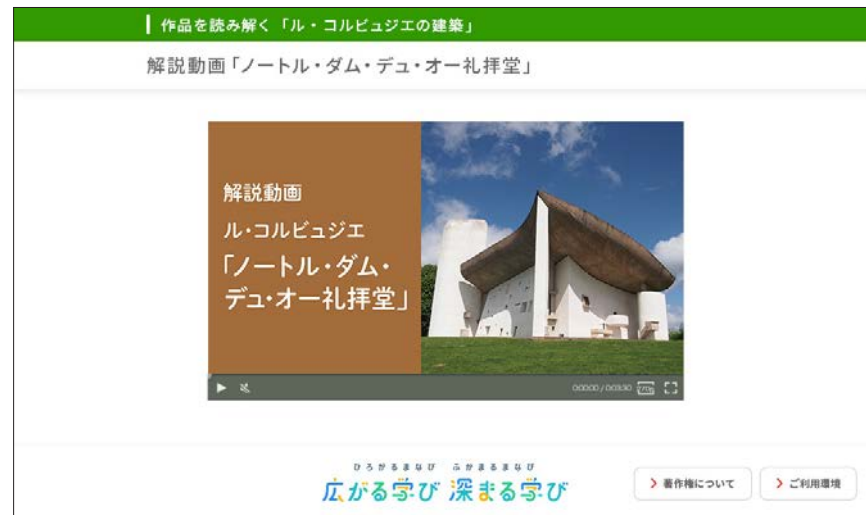 作品を読み解く「ル・コルビュジエの建築」
解説動画「ノートル・ダム・デュ・オー礼拝堂」
解説動画
ル・コルビュジエ
「ノートル・ダム・
デュ・オー礼拝堂」
ひろがるまなび ふかまるまなび
広がる学び 深まる学び
著作権について
ご利用環境